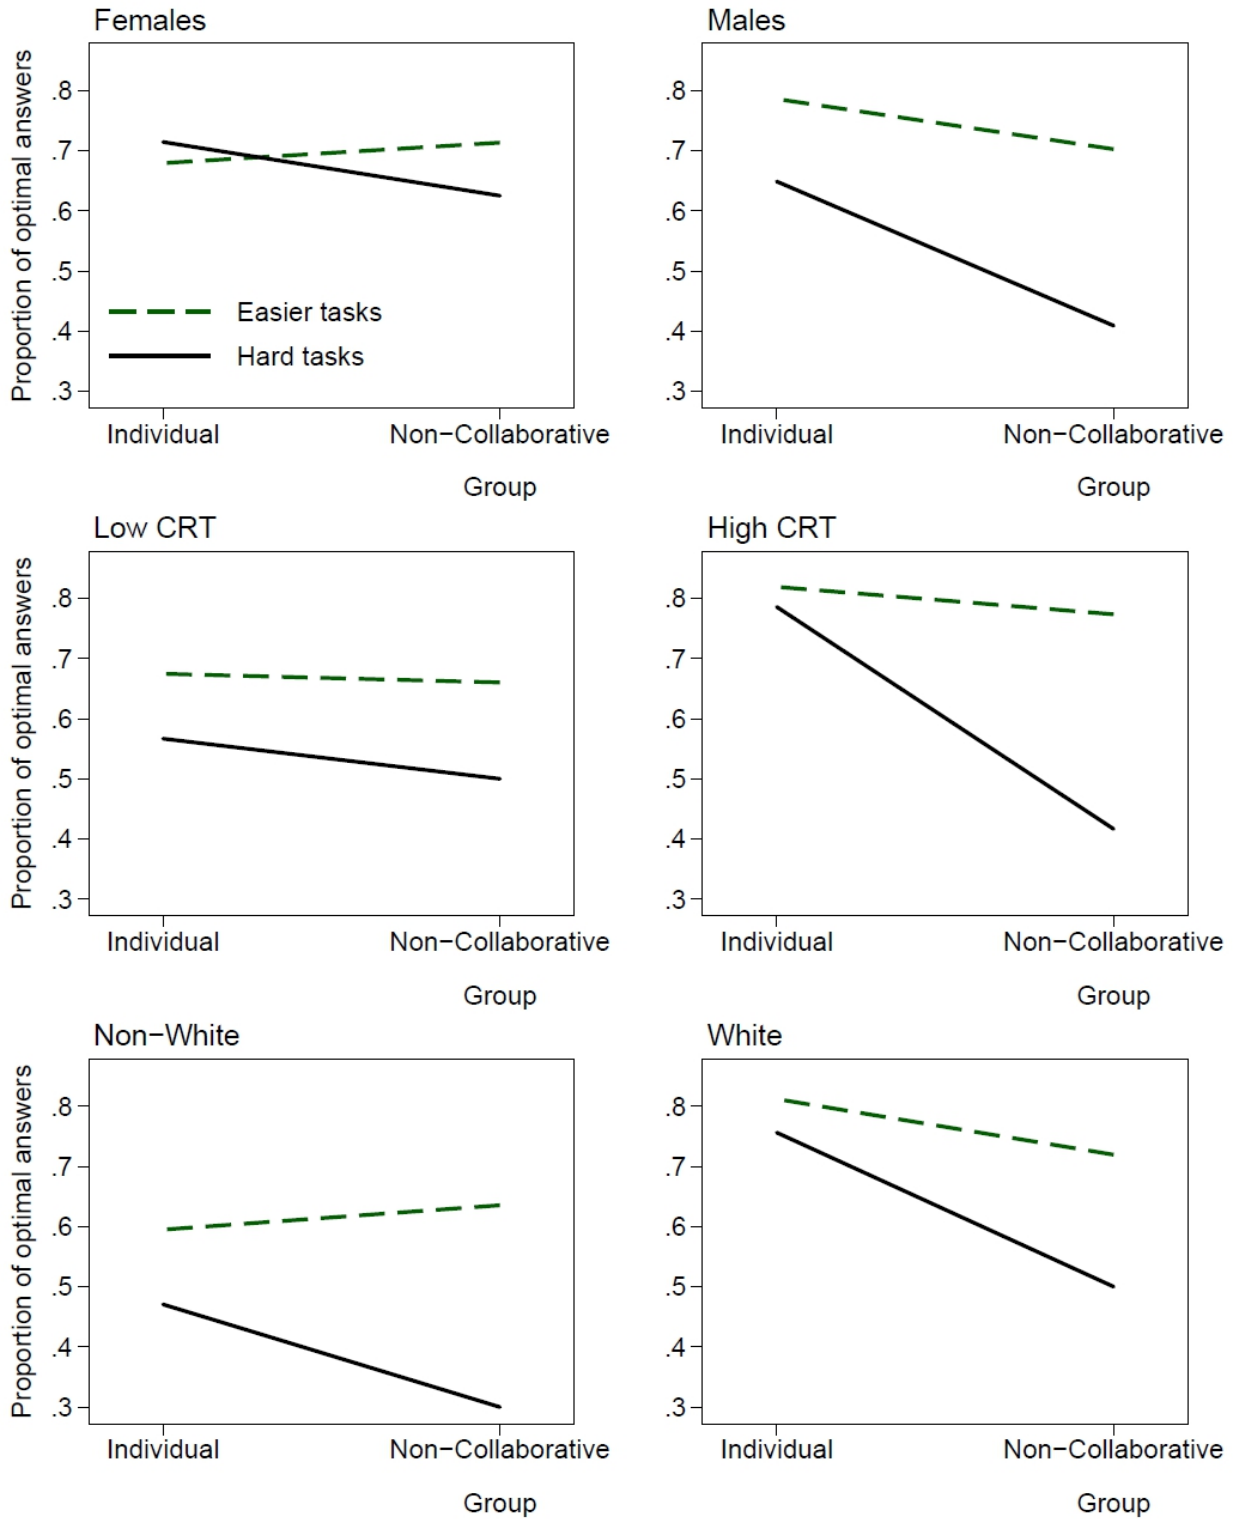 Females
Proportion of optimal answers
.8
.7
.6
.5
.4
.3
Easier tasks
Hard tasks
Individual
Non−Collaborative
Group
Males
.8
.7
.6
.5
.4
.3
Individual
Non−Collaborative
Group
Low CRT
Proportion of optimal answers
.8
.7
.6
.5
.4
.3
Individual
Non−Collaborative
Group
High CRT
.8
.7
.6
.5
.4
.3
Individual
Non−Collaborative
Group
Non−White
Proportion of optimal answers
.8
.7
.6
.5
.4
.3
Individual
Non−Collaborative
Group
White
.8
.7
.6
.5
.4
.3
Individual
Non−Collaborative
Group